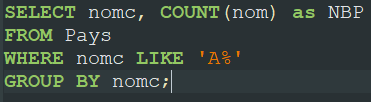 SELECT nomc, COUNT(nom) as NBP
FROM Pays
WHERE nomc LIKE 'A%'
GROUP BY nomc;